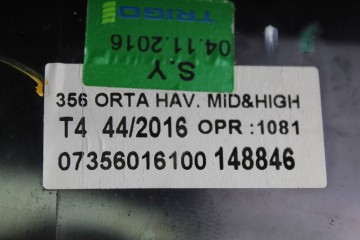 TRIGO
04.11.2016
S.Y
356 ORTA HAV. MiD&HIGH
T4 44/2016 OPR :1081
07356016100 148846